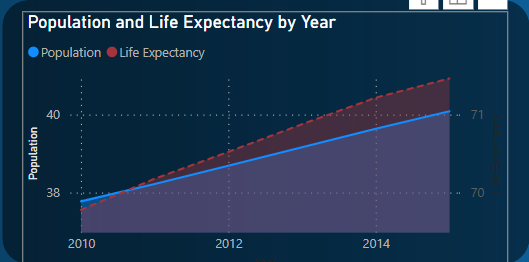 Population and Life Expectancy by Year
Population Life Expectancy
40
38
Population
71
70
2010 2012 2014